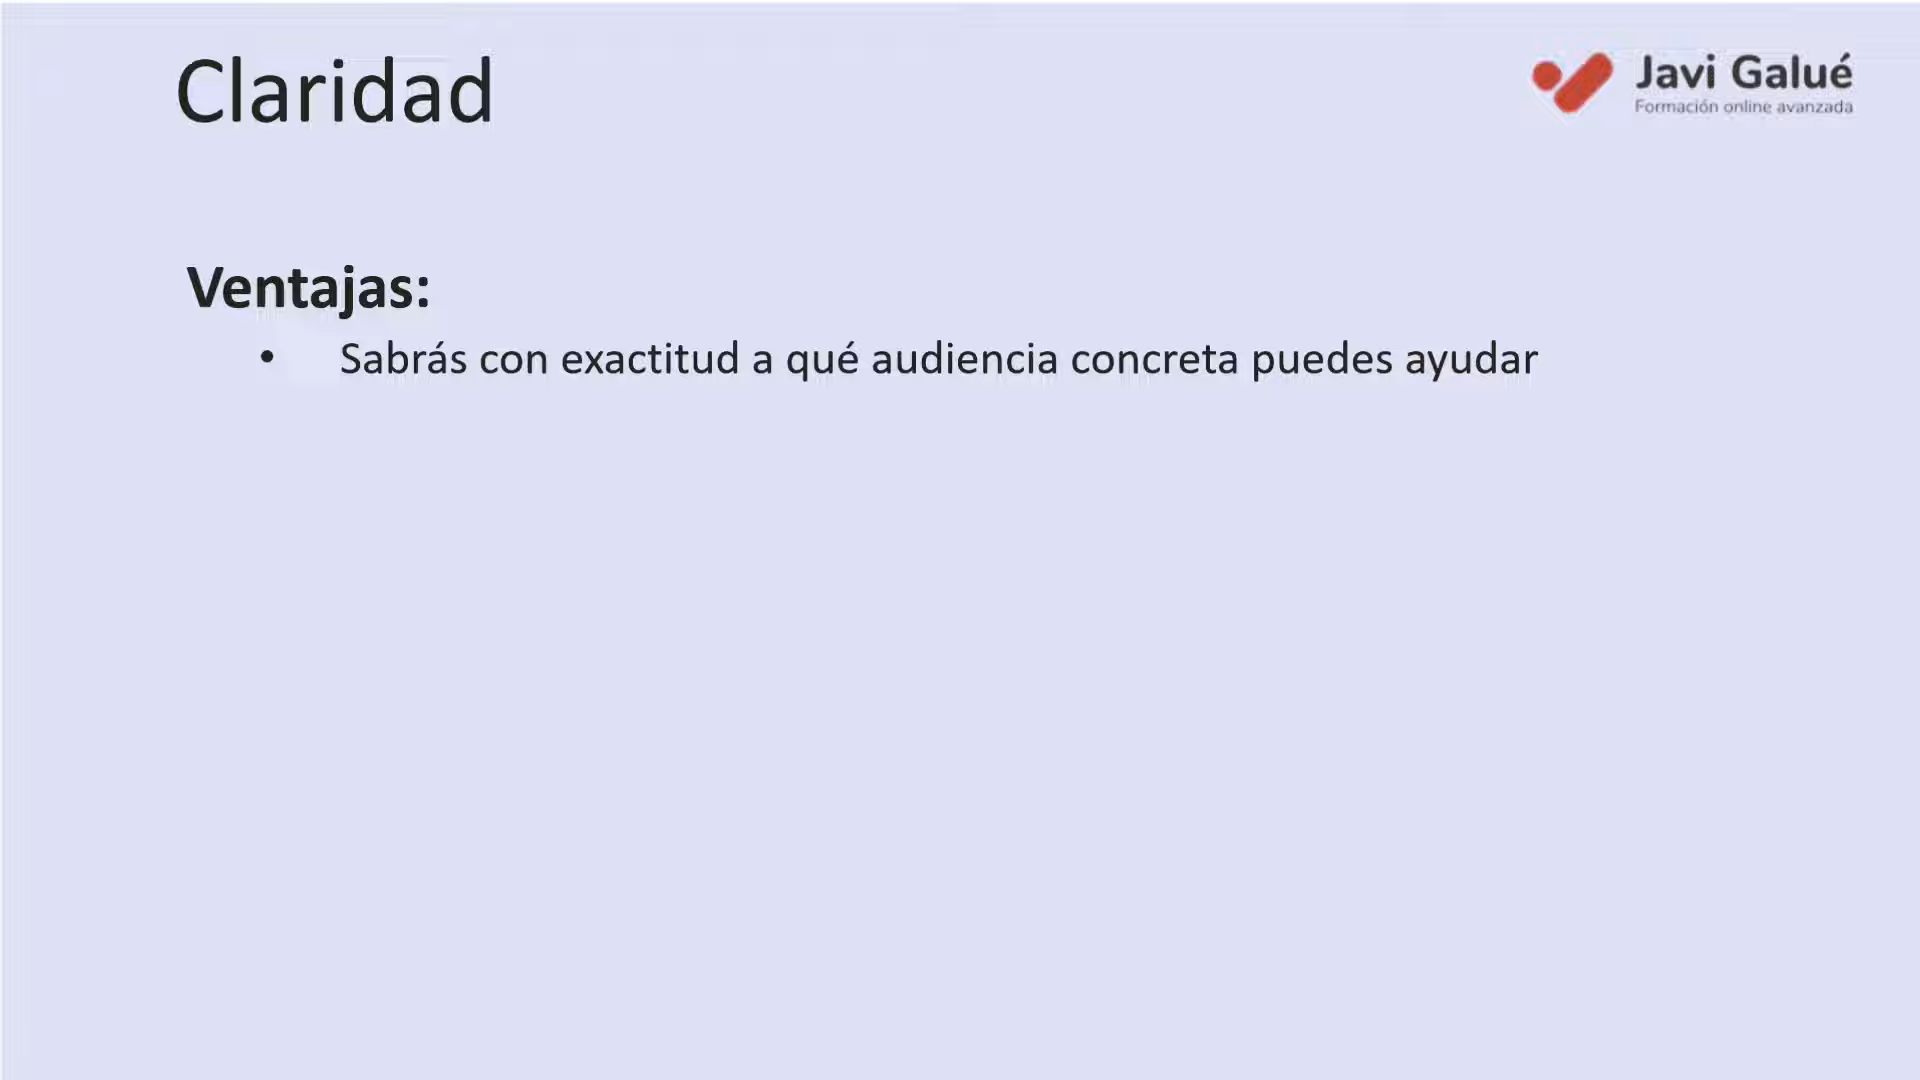 Claridad
Javi Galué
Formación online avanzada
Ventajas:
• Sabrás con exactitud a qué audiencia concreta puedes ayudar